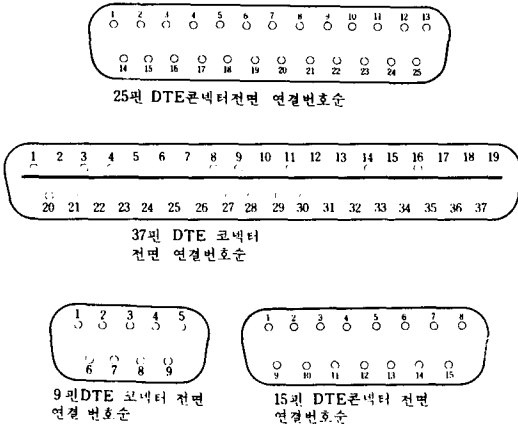 1 2 3 4 5 6 7 8 9 10 11 12 13
14 15 16 17 18 19 20 21 22 23 24 25
25핀 DTE콘넥터전면 연결번호순
1 2 3 4 5 6 7 8 9 10 11 12 13 14 15 16 17 18 19
20 21 22 23 24 25 26 27 28 29 30 31 32 33 34 35 36 37
37핀 DTE 코넥터
전면 연결번호순
1 2 3 4 5
6 7 8 9
9핀DTE 코넥터 전면
연결 번호순
1 2 3 4 5 6 7 8
9 10 11 12 13 14 15
15핀 DTE콘넥터 전면
연결번호순